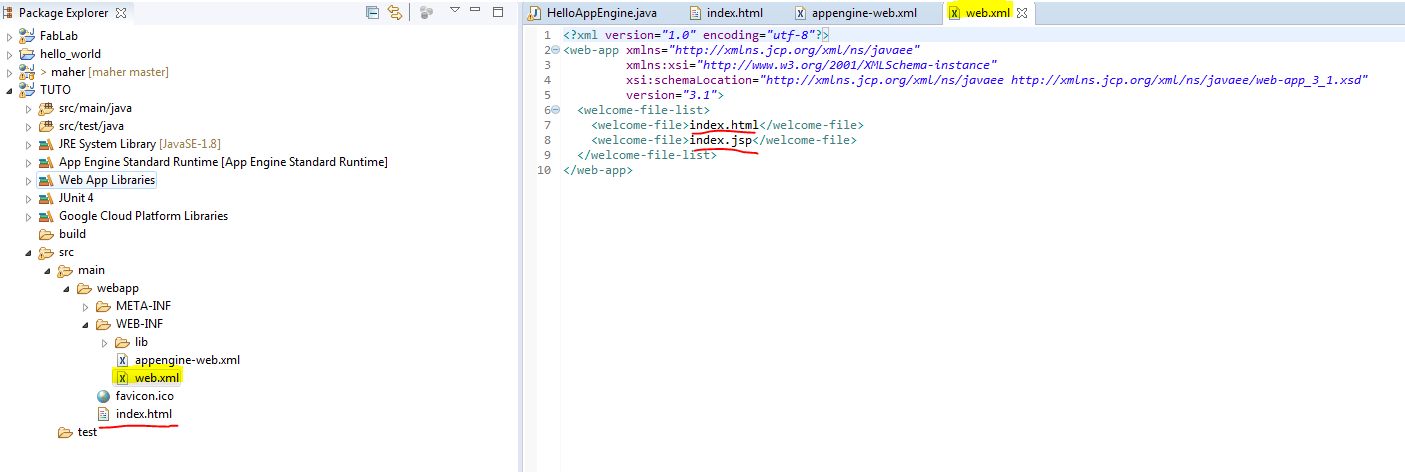 Package Explorer
FabLab
hello_world
> maher [maher master]
TUTO
src/main/java
src/test/java
JRE System Library [JavaSE-1.8]
App Engine Standard Runtime [App Engine Standard Runtime]
Web App Libraries
JUnit 4
Google Cloud Platform Libraries
build
src
main
webapp
META-INF
WEB-INF
lib
appengine-web.xml
web.xml
favicon.ico
index.html
test
HelloAppEngine.java index.html appengine-web.xml web.xml
1 <?xml version="1.0" encoding="utf-8"?>
2 <web-app xmlns="http://xmlns.jcp.org/xml/ns/javaee"
3 xmlns:xsi="http://www.w3.org/2001/XMLSchema-instance"
4 xsi:schemaLocation="http://xmlns.jcp.org/xml/ns/javaee http://xmlns.jcp.org/xml/ns/javaee/web-app_3_1.xsd"
5 version="3.1">
6 <welcome-file-list>
7 <welcome-file>index.html</welcome-file>
8 <welcome-file>index.jsp</welcome-file>
9 </welcome-file-list>
10 </web-app>